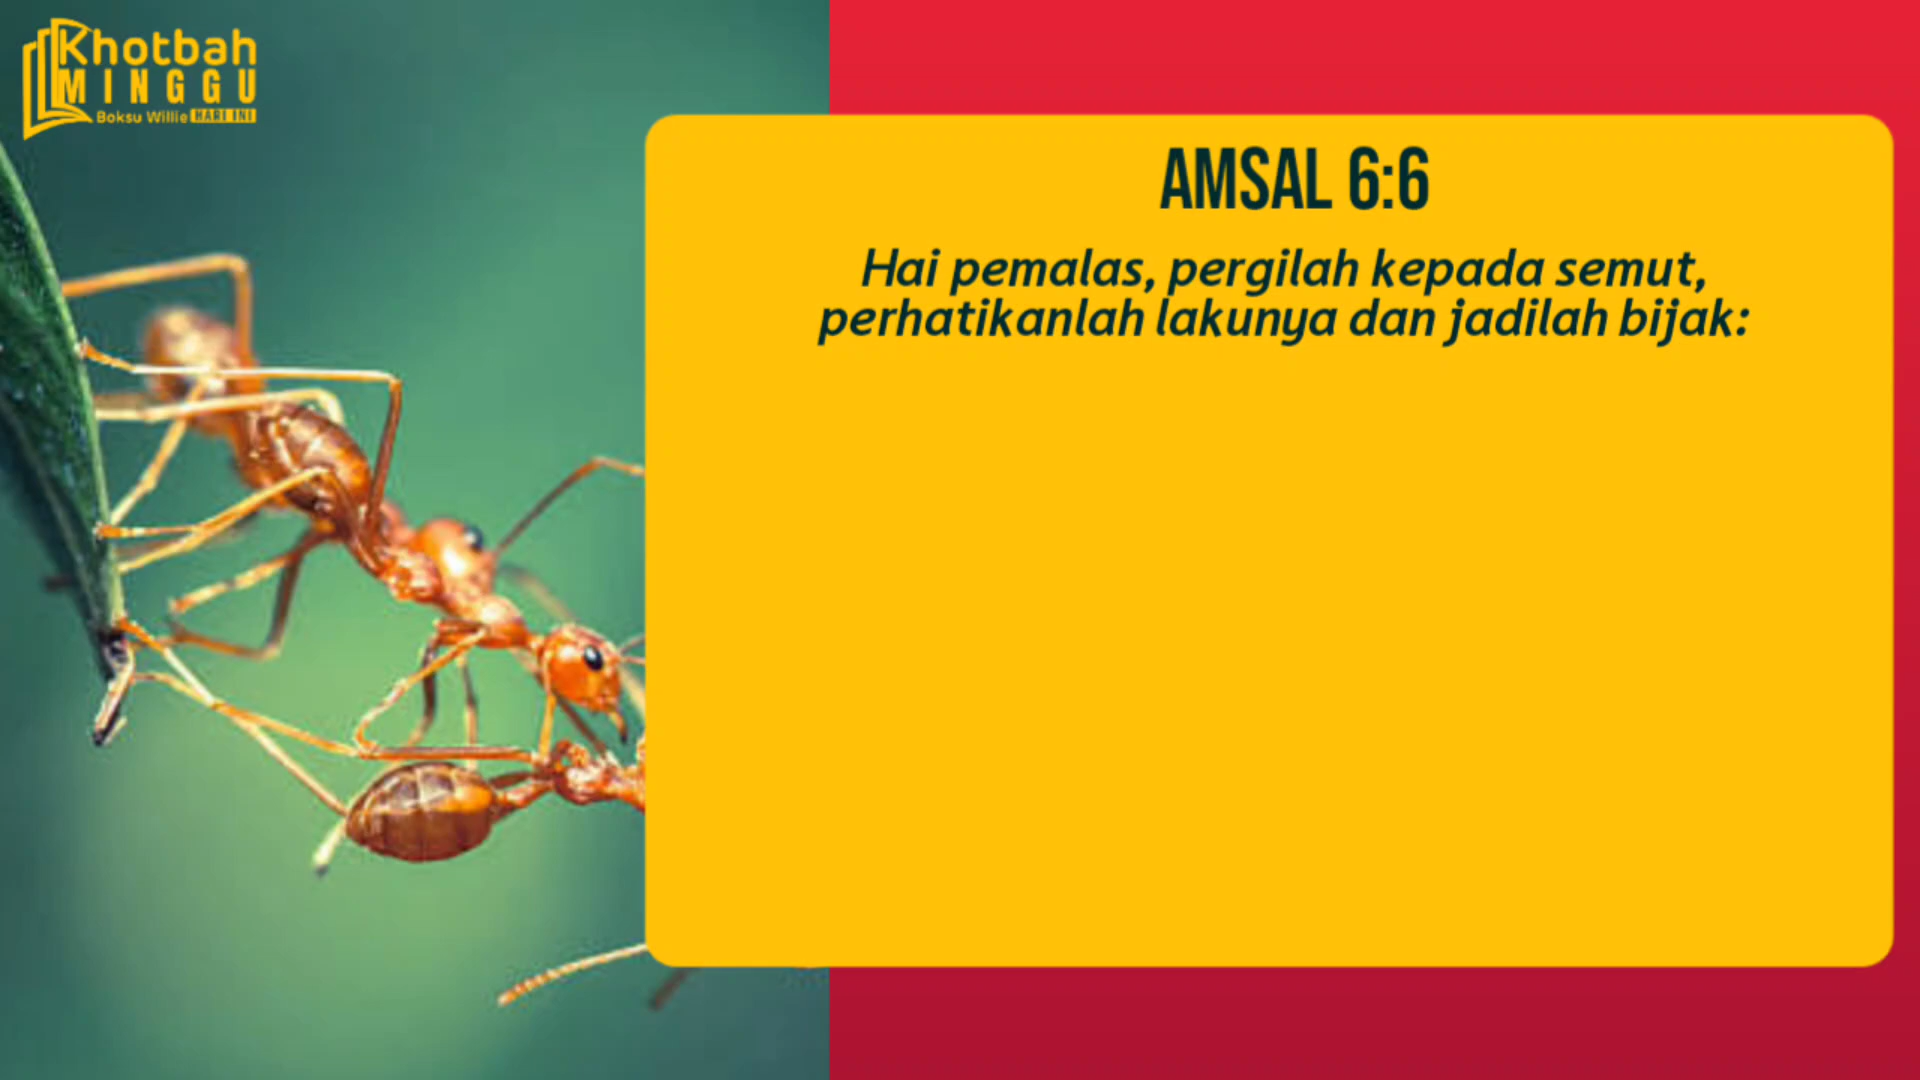 Khotbah
MINGGU
Boksu Willie HARI INI
AMSAL 6:6
Hai pemalas, pergilah kepada semut,
perhatikanlah lakunya dan jadilah bijak: